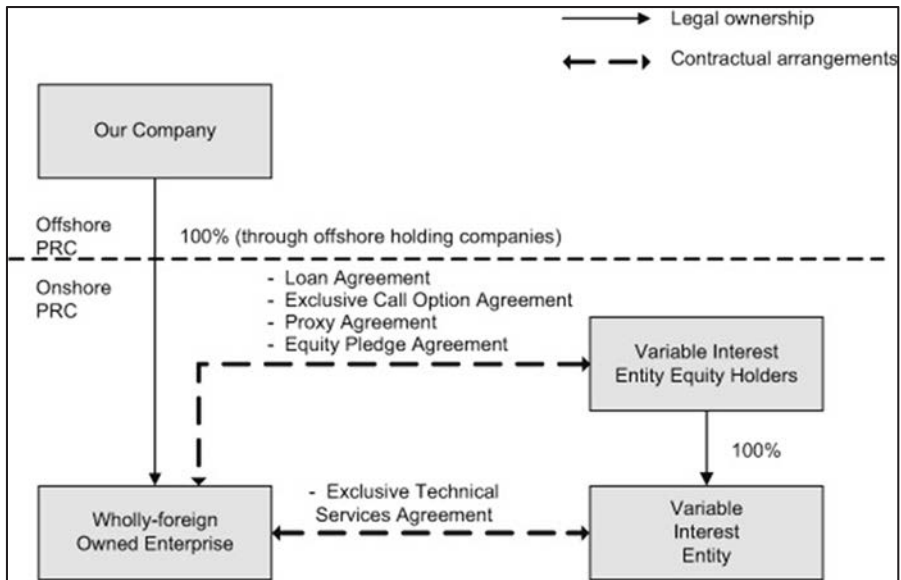 Legal ownership
Contractual arrangements
Our Company
Offshore
PRC
100% (through offshore holding companies)
Onshore
PRC
- Loan Agreement
- Exclusive Call Option Agreement
- Proxy Agreement
- Equity Pledge Agreement
Variable Interest
Entity Equity Holders
100%
- Exclusive Technical
Services Agreement
Wholly-foreign
Owned Enterprise
Variable
Interest
Entity